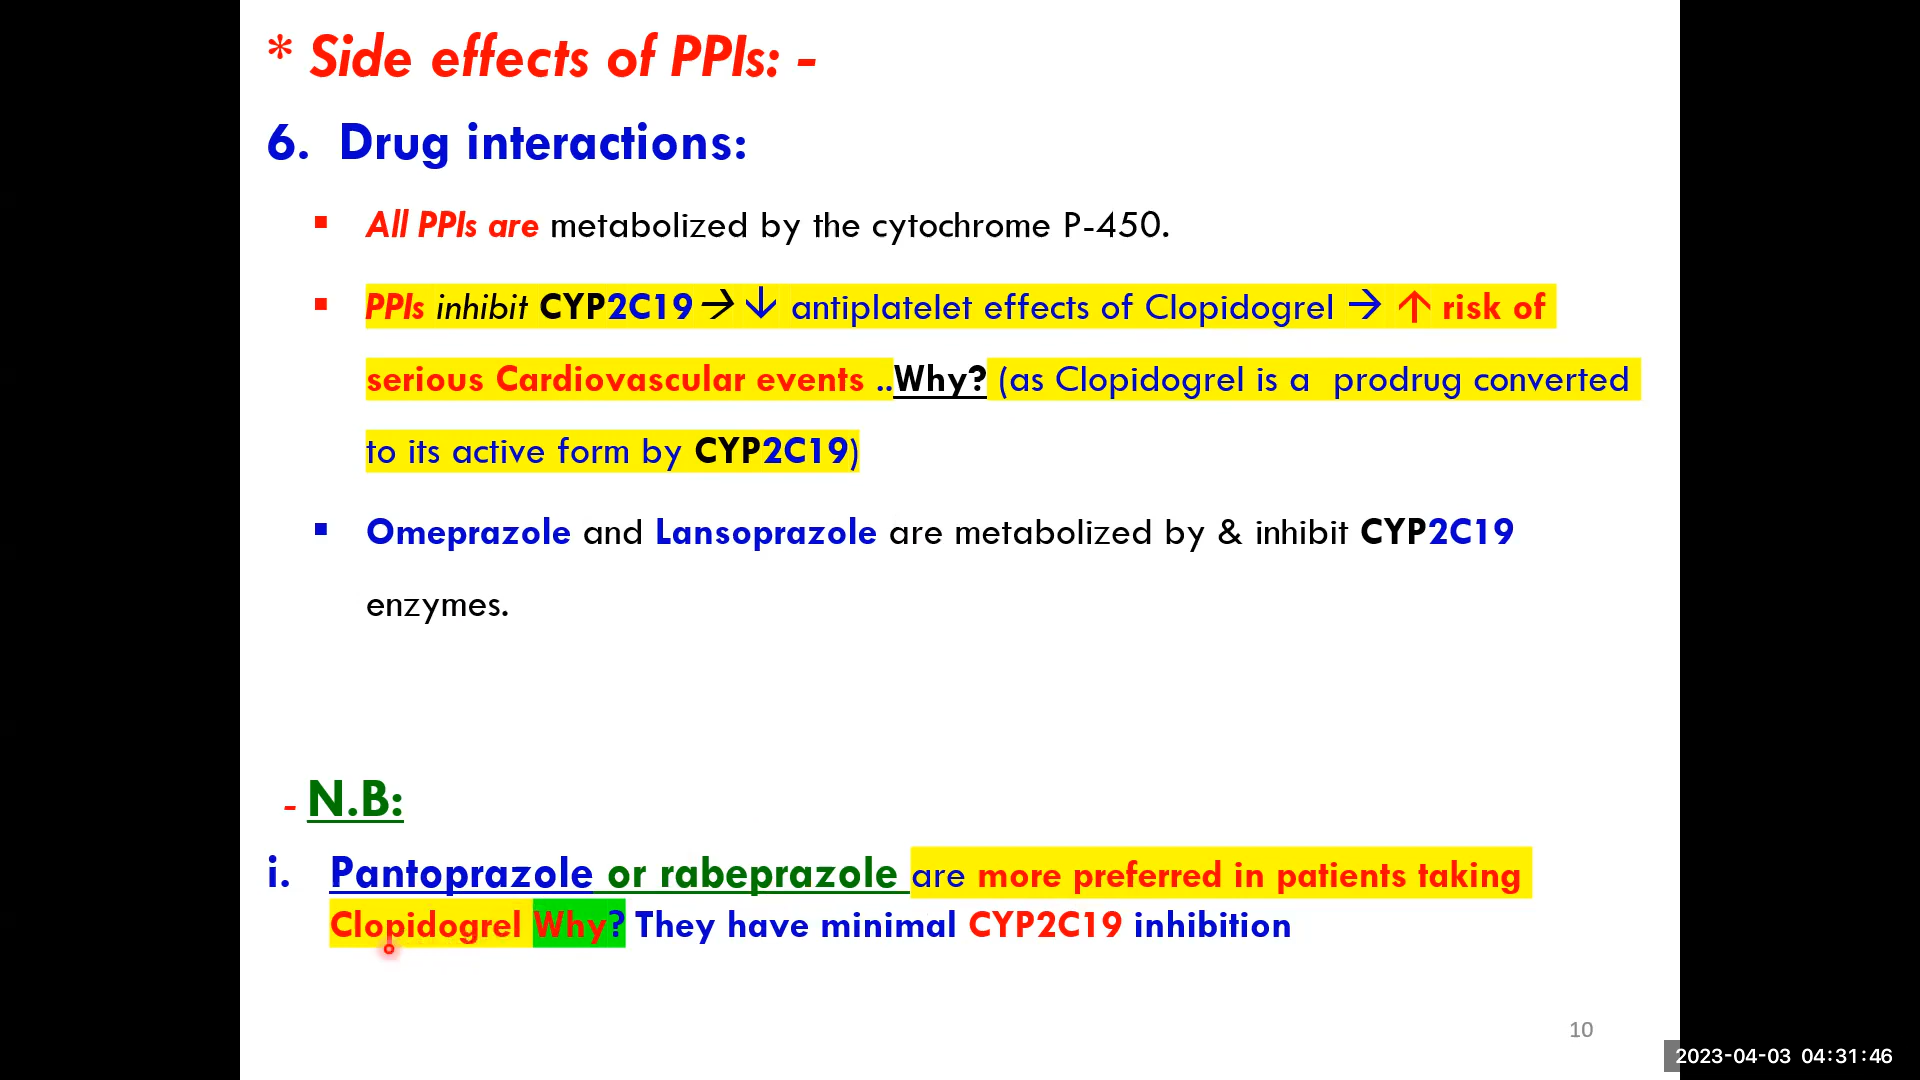 * Side effects of PPIs: -
6. Drug interactions:
▪ All PPIs are metabolized by the cytochrome P-450.
▪ PPIs inhibit CYP2C19 → ↓ antiplatelet effects of Clopidogrel → ↑ risk of
serious Cardiovascular events ..Why? (as Clopidogrel is a prodrug converted
to its active form by CYP2C19)
▪ Omeprazole and Lansoprazole are metabolized by & inhibit CYP2C19
enzymes.
- N.B:
i. Pantoprazole or rabeprazole are more preferred in patients taking
Clopidogrel Why? They have minimal CYP2C19 inhibition
10
2023-04-03 04:31:46